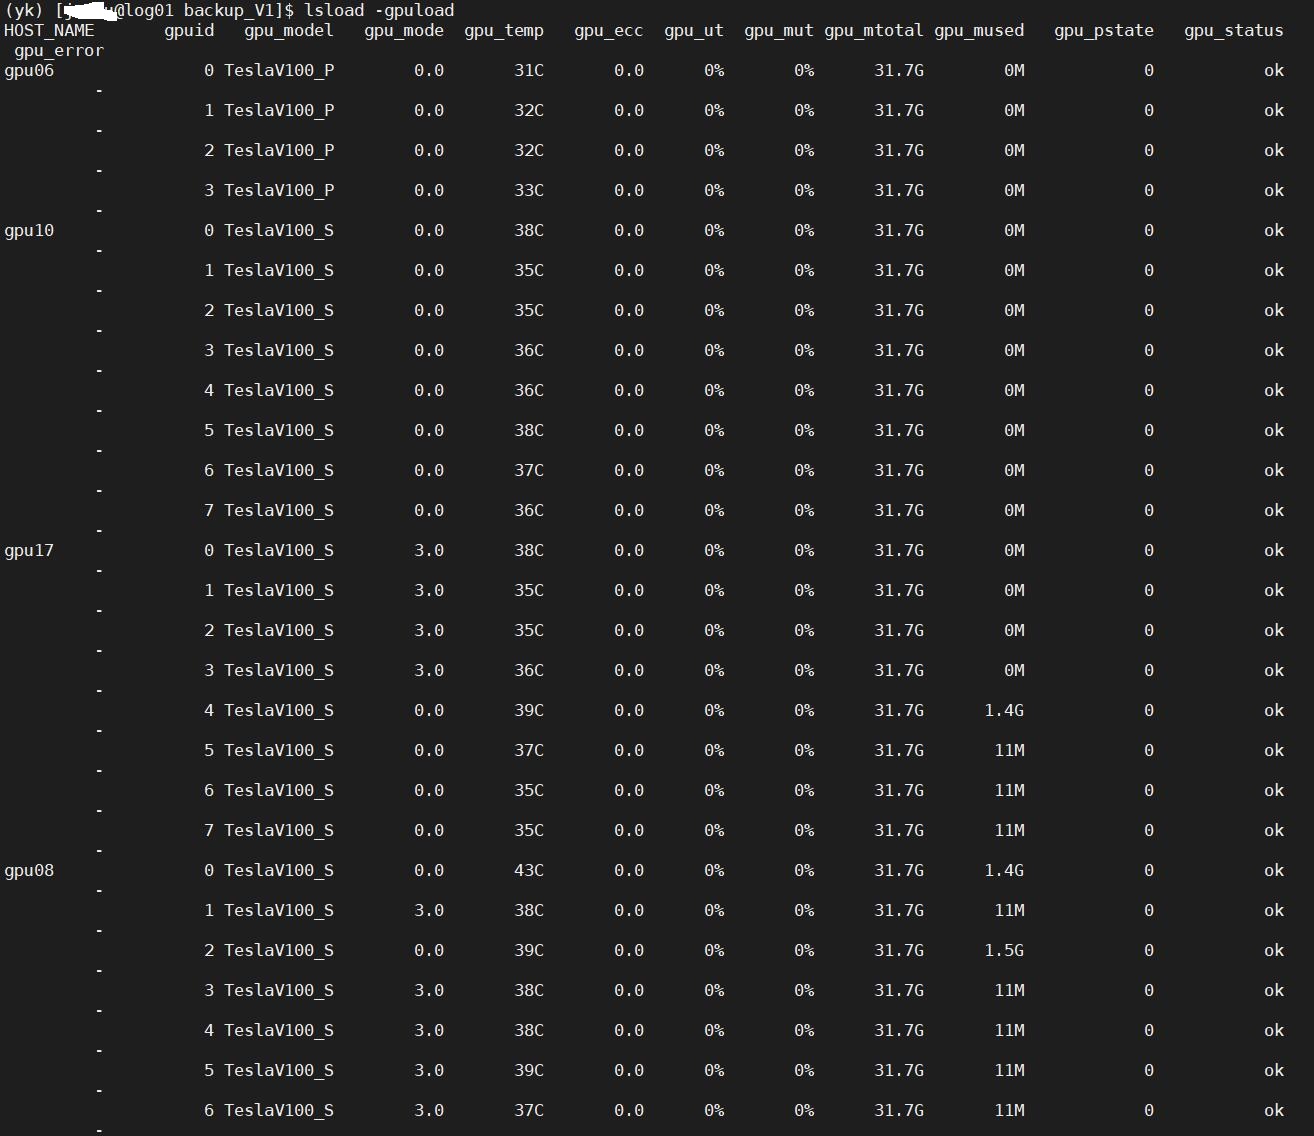 (yk) [ @log01 backup_V1]$ lsload -gpuload
HOST_NAME gpuid gpu_model gpu_mode gpu_temp gpu_ecc gpu_ut gpu_mut gpu_mtotal gpu_mused gpu_pstate gpu_status
gpu_error
gpu06 0 TeslaV100_P 0.0 31C 0.0 0% 0% 31.7G 0M 0 ok
-
1 TeslaV100_P 0.0 32C 0.0 0% 0% 31.7G 0M 0 ok
-
2 TeslaV100_P 0.0 32C 0.0 0% 0% 31.7G 0M 0 ok
-
3 TeslaV100_P 0.0 33C 0.0 0% 0% 31.7G 0M 0 ok
-
gpu10 0 TeslaV100_S 0.0 38C 0.0 0% 0% 31.7G 0M 0 ok
-
1 TeslaV100_S 0.0 35C 0.0 0% 0% 31.7G 0M 0 ok
-
2 TeslaV100_S 0.0 35C 0.0 0% 0% 31.7G 0M 0 ok
-
3 TeslaV100_S 0.0 36C 0.0 0% 0% 31.7G 0M 0 ok
-
4 TeslaV100_S 0.0 36C 0.0 0% 0% 31.7G 0M 0 ok
-
5 TeslaV100_S 0.0 38C 0.0 0% 0% 31.7G 0M 0 ok
-
6 TeslaV100_S 0.0 37C 0.0 0% 0% 31.7G 0M 0 ok
-
7 TeslaV100_S 0.0 36C 0.0 0% 0% 31.7G 0M 0 ok
-
gpu17 0 TeslaV100_S 3.0 38C 0.0 0% 0% 31.7G 0M 0 ok
-
1 TeslaV100_S 3.0 35C 0.0 0% 0% 31.7G 0M 0 ok
-
2 TeslaV100_S 3.0 35C 0.0 0% 0% 31.7G 0M 0 ok
-
3 TeslaV100_S 3.0 36C 0.0 0% 0% 31.7G 0M 0 ok
-
4 TeslaV100_S 0.0 39C 0.0 0% 0% 31.7G 1.4G 0 ok
-
5 TeslaV100_S 0.0 37C 0.0 0% 0% 31.7G 11M 0 ok
-
6 TeslaV100_S 0.0 35C 0.0 0% 0% 31.7G 11M 0 ok
-
7 TeslaV100_S 0.0 35C 0.0 0% 0% 31.7G 11M 0 ok
-
gpu08 0 TeslaV100_S 0.0 43C 0.0 0% 0% 31.7G 1.4G 0 ok
-
1 TeslaV100_S 3.0 38C 0.0 0% 0% 31.7G 11M 0 ok
-
2 TeslaV100_S 0.0 39C 0.0 0% 0% 31.7G 1.5G 0 ok
-
3 TeslaV100_S 3.0 38C 0.0 0% 0% 31.7G 11M 0 ok
-
4 TeslaV100_S 3.0 38C 0.0 0% 0% 31.7G 11M 0 ok
-
5 TeslaV100_S 3.0 39C 0.0 0% 0% 31.7G 11M 0 ok
-
6 TeslaV100_S 3.0 37C 0.0 0% 0% 31.7G 11M 0 ok
-